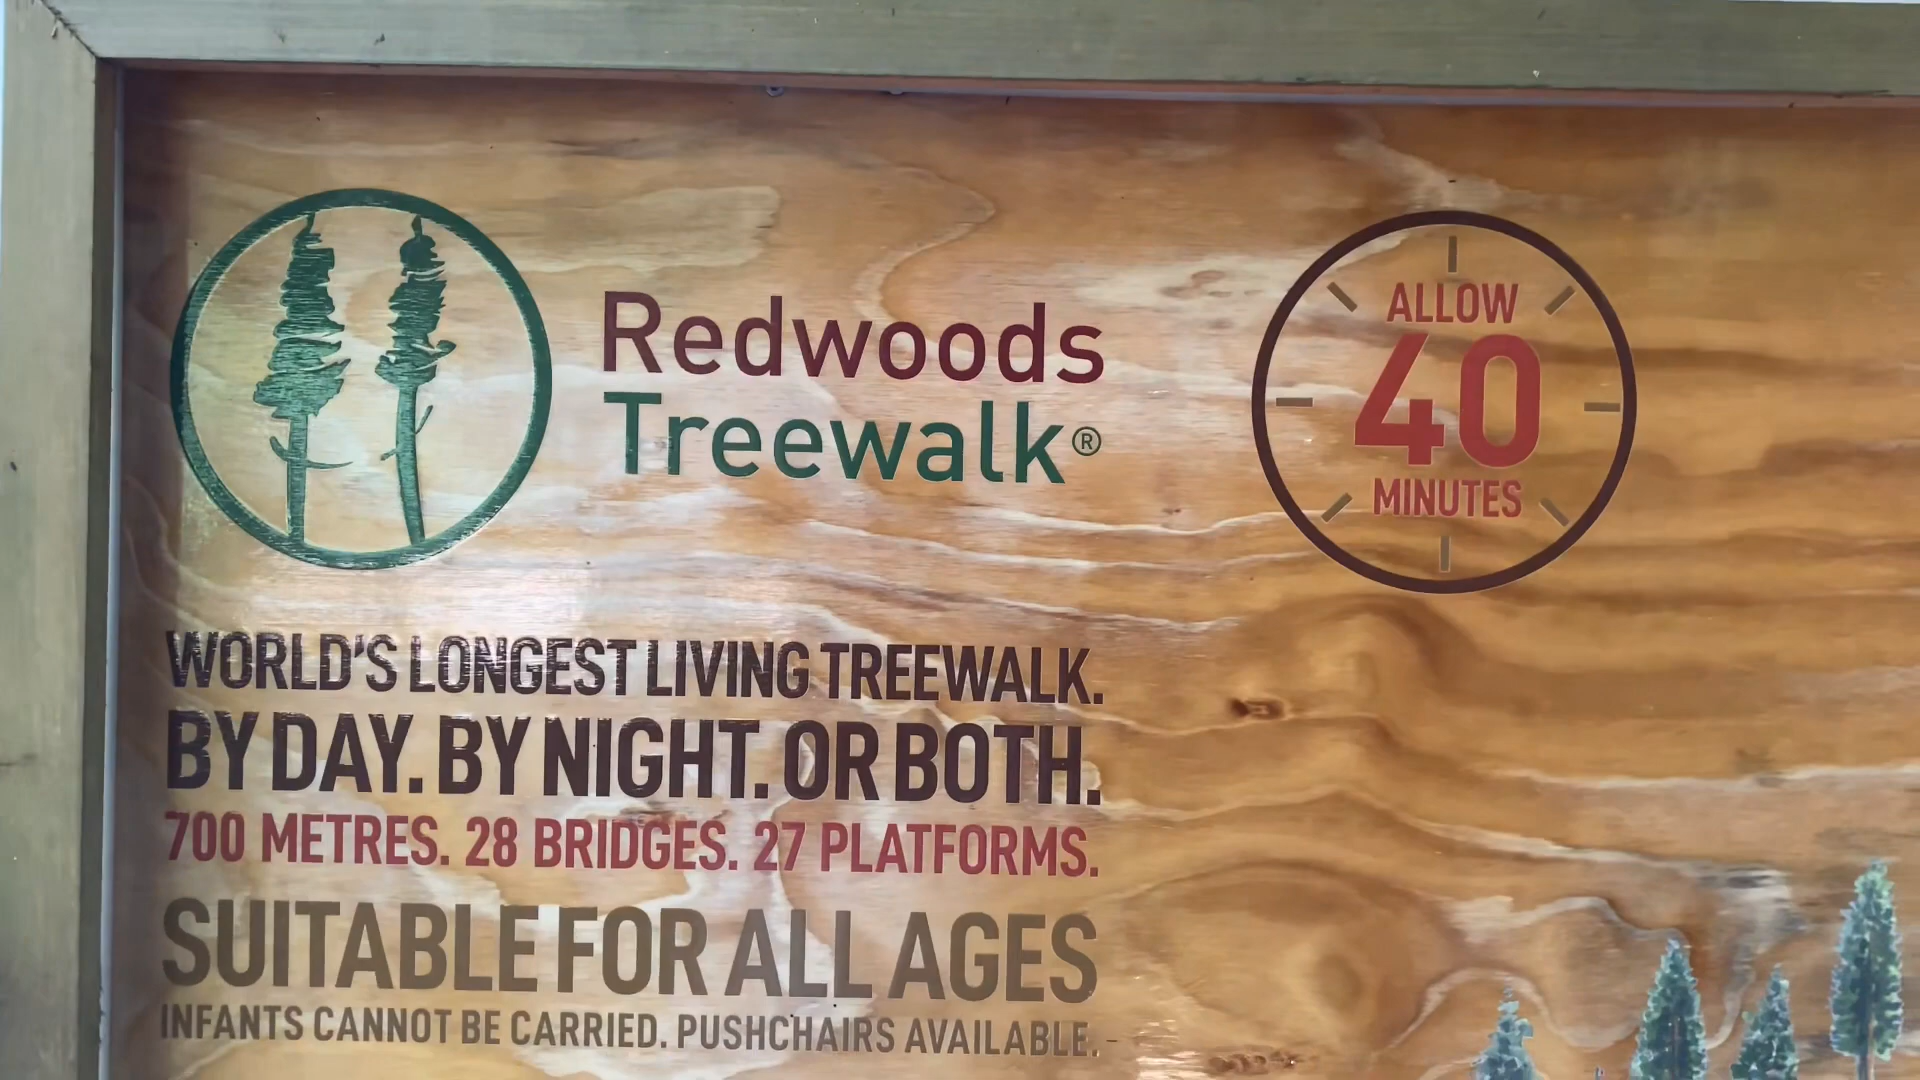 Redwoods
Treewalk®
ALLOW
40
MINUTES
WORLD'S LONGEST LIVING TREEWALK.
BY DAY. BY NIGHT. OR BOTH.
700 METRES. 28 BRIDGES. 27 PLATFORMS.
SUITABLE FOR ALL AGES
INFANTS CANNOT BE CARRIED. PUSHCHAIRS AVAILABLE.